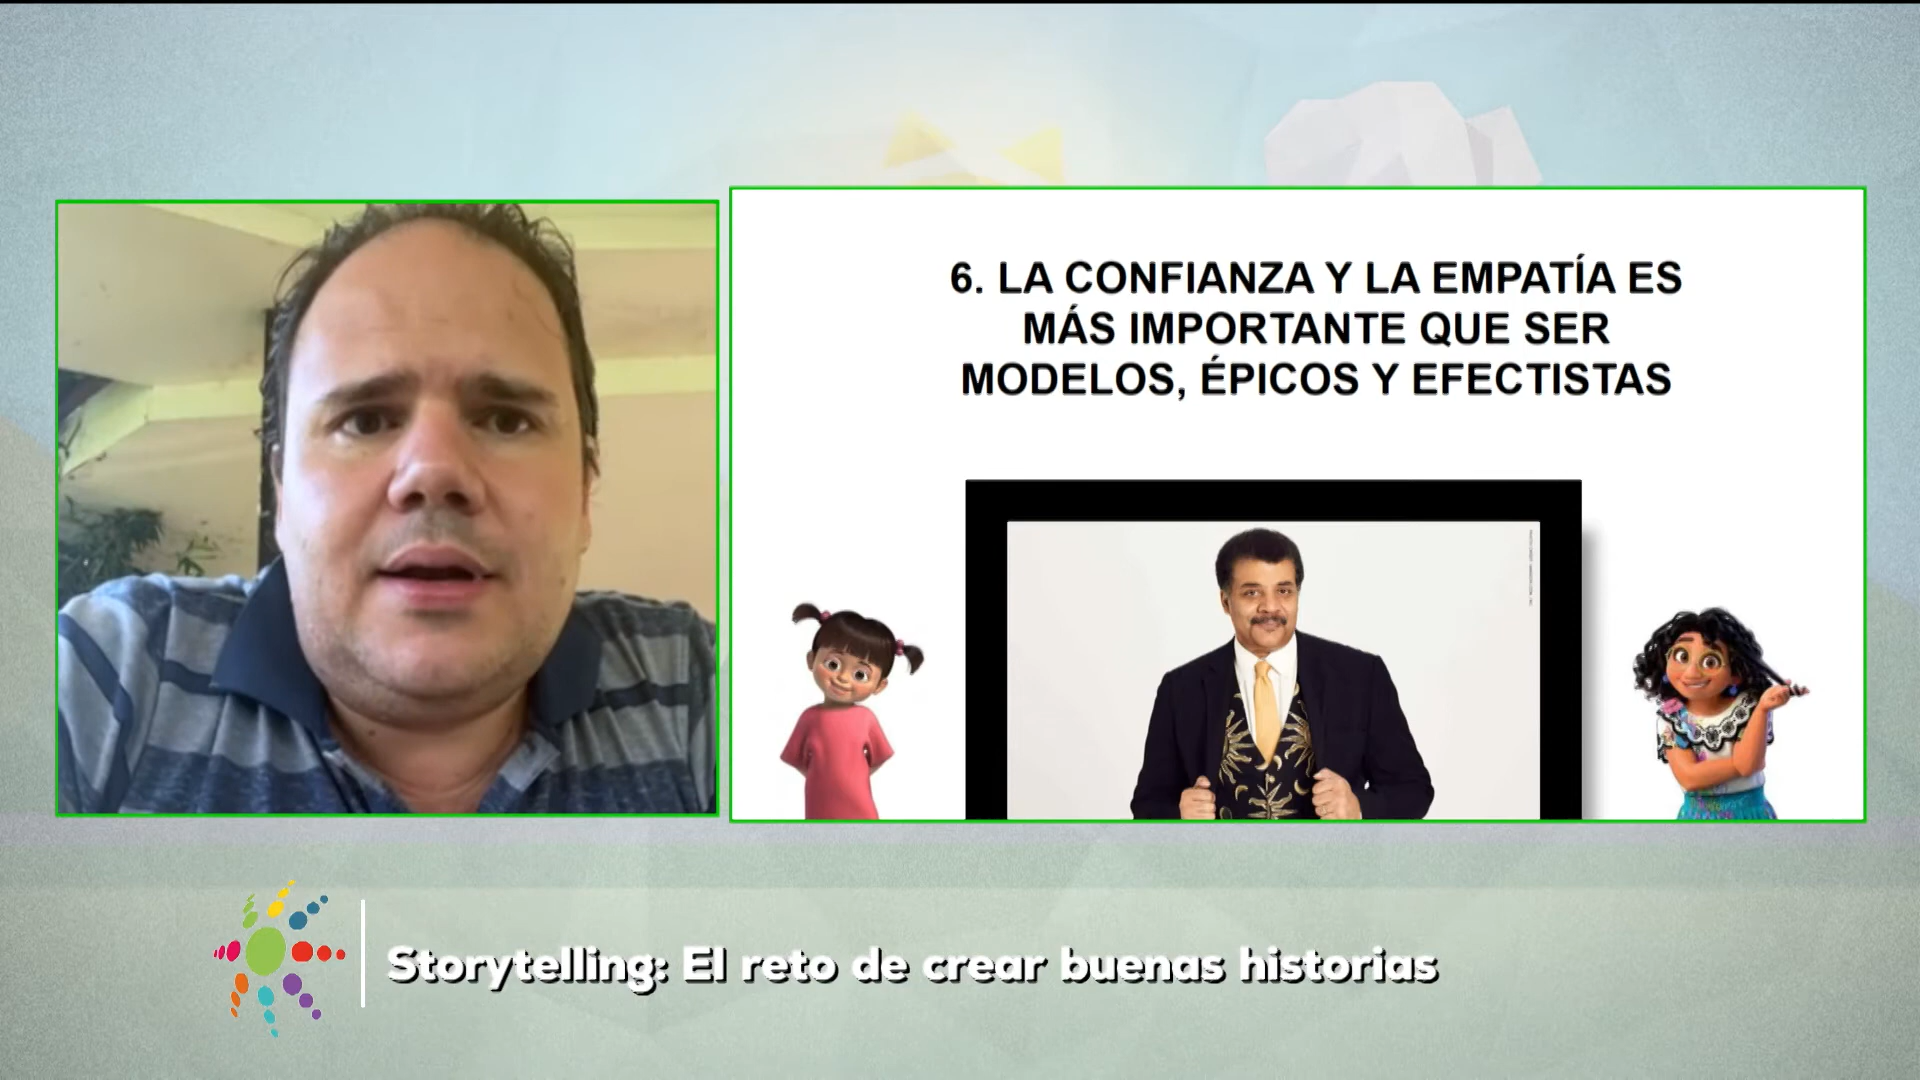 6. LA CONFIANZA Y LA EMPATÍA ES
MÁS IMPORTANTE QUE SER
MODELOS, ÉPICOS Y EFECTISTAS
Storytelling: El reto de crear buenas historias